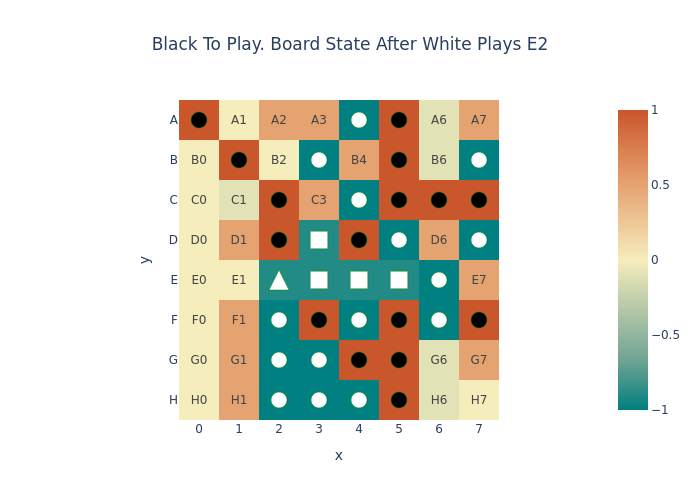 Black To Play. Board State After White Plays E2
A A1 A2 A3 A6 A7
B B0 B2 B4 B6
C C0 C1 C3
D D0 D1 D6
E E0 E1 E7
F F0 F1
G G0 G1 G6 G7
H H0 H1 H6 H7
0 1 2 3 4 5 6 7
x
y
1
0.5
0
−0.5
−1